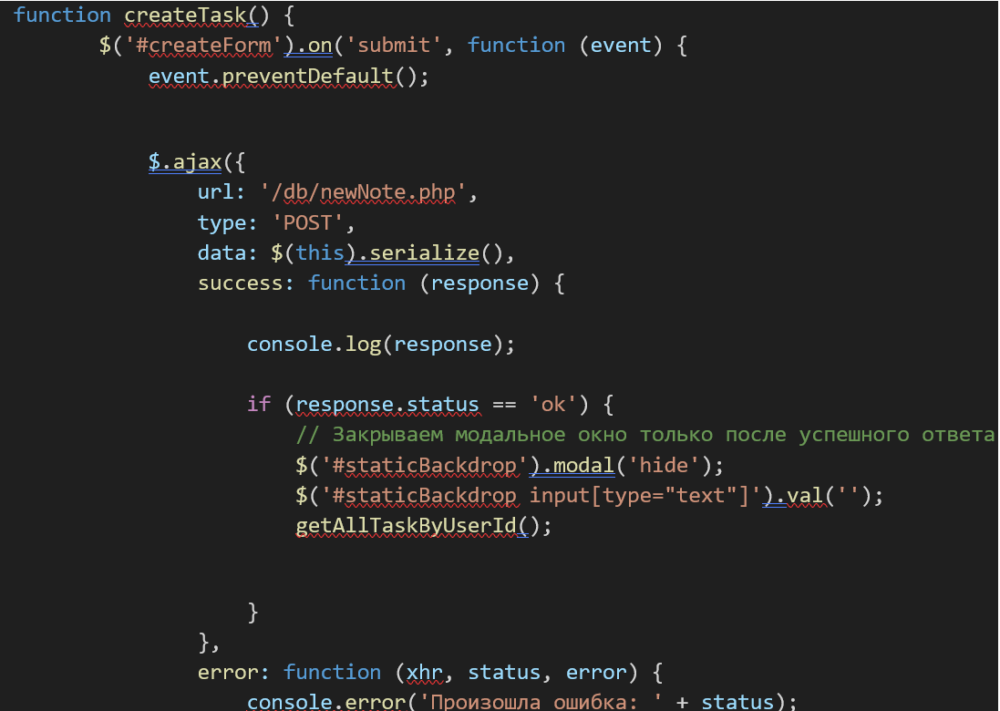 function createTask() {
$('#createForm').on('submit', function (event) {
event.preventDefault();
$.ajax({
url: '/db/newNote.php',
type: 'POST',
data: $(this).serialize(),
success: function (response) {
console.log(response);
if (response.status == 'ok') {
// Закрываем модальное окно только после успешного ответа
$('#staticBackdrop').modal('hide');
$('#staticBackdrop input[type="text"]').val('');
getAllTaskByUserId();
}
},
error: function (xhr, status, error) {
console.error('Произошла ошибка: ' + status);